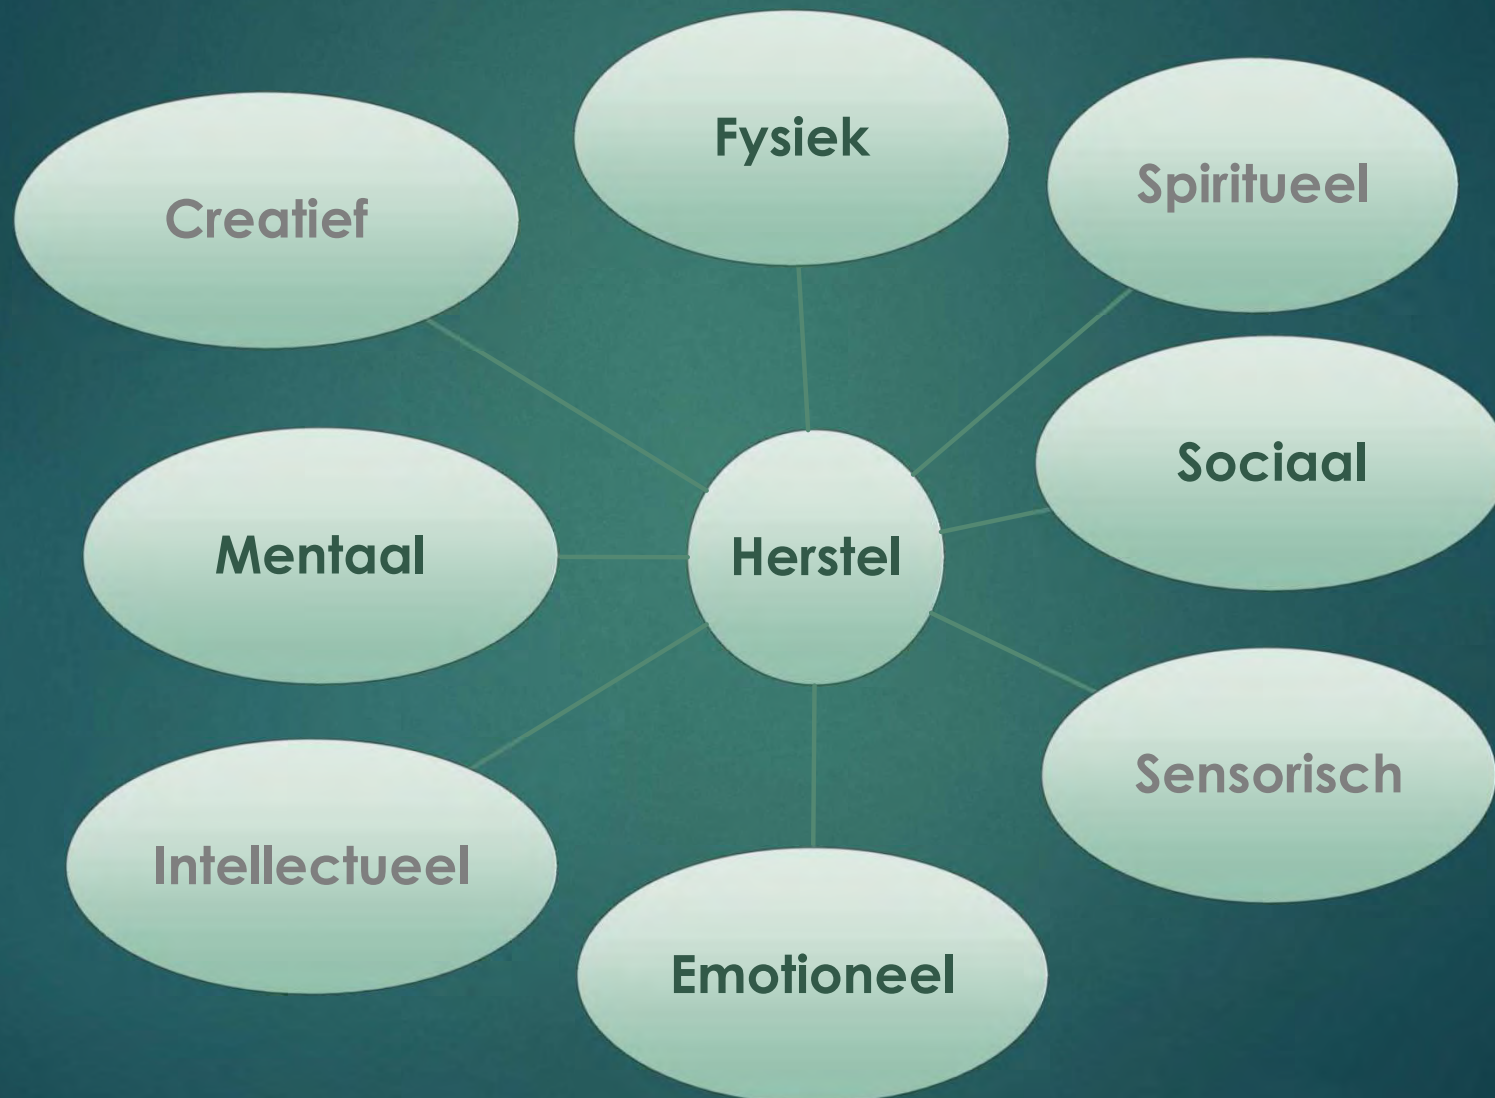 Fysiek
Spiritueel
Creatief
Sociaal
Mentaal
Herstel
Sensorisch
Intellectueel
Emotioneel